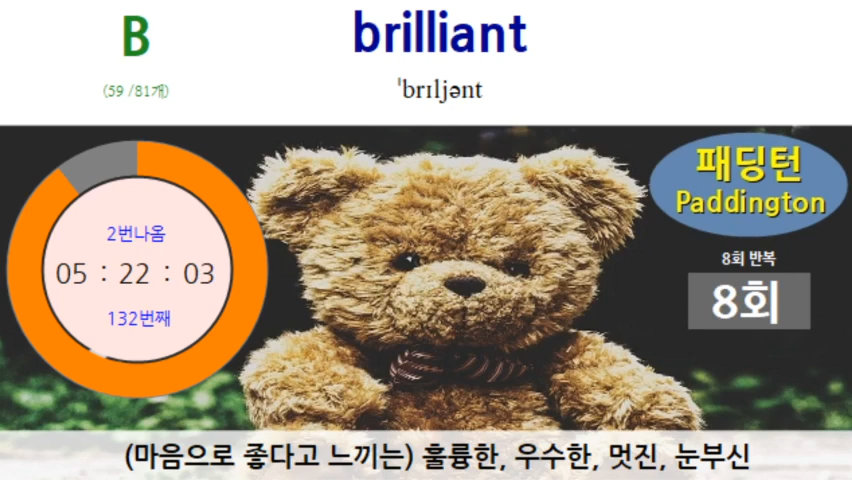 B
brilliant
(59 /81개)
ˈbrɪljənt
패딩턴
Paddington
2번나옴
05 : 22 : 03
132번째
8회 반복
8회
(마음으로 좋다고 느끼는) 훌륭한, 우수한, 멋진, 눈부신